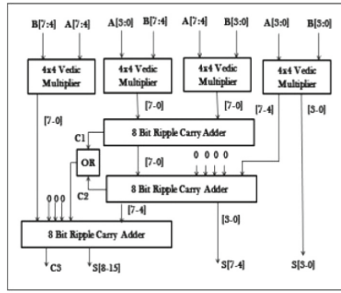 B[7:4] A[7:4] A[3:0] B[7:4] A[7:4] B[3:0] A[3:0] B[3:0]
4x4 Vedic Multiplier
4x4 Vedic Multiplier
4x4 Vedic Multiplier
4x4 Vedic Multiplier
[7-0] [7-0] [7-0] [7-4] [3-0]
C1
8 Bit Ripple Carry Adder
OR
[7-0] 0 0 0 0
C2
8 Bit Ripple Carry Adder
0 0 0
[7-4] [3-0]
8 Bit Ripple Carry Adder
C3 S[8-15] S[7-4] S[3-0]